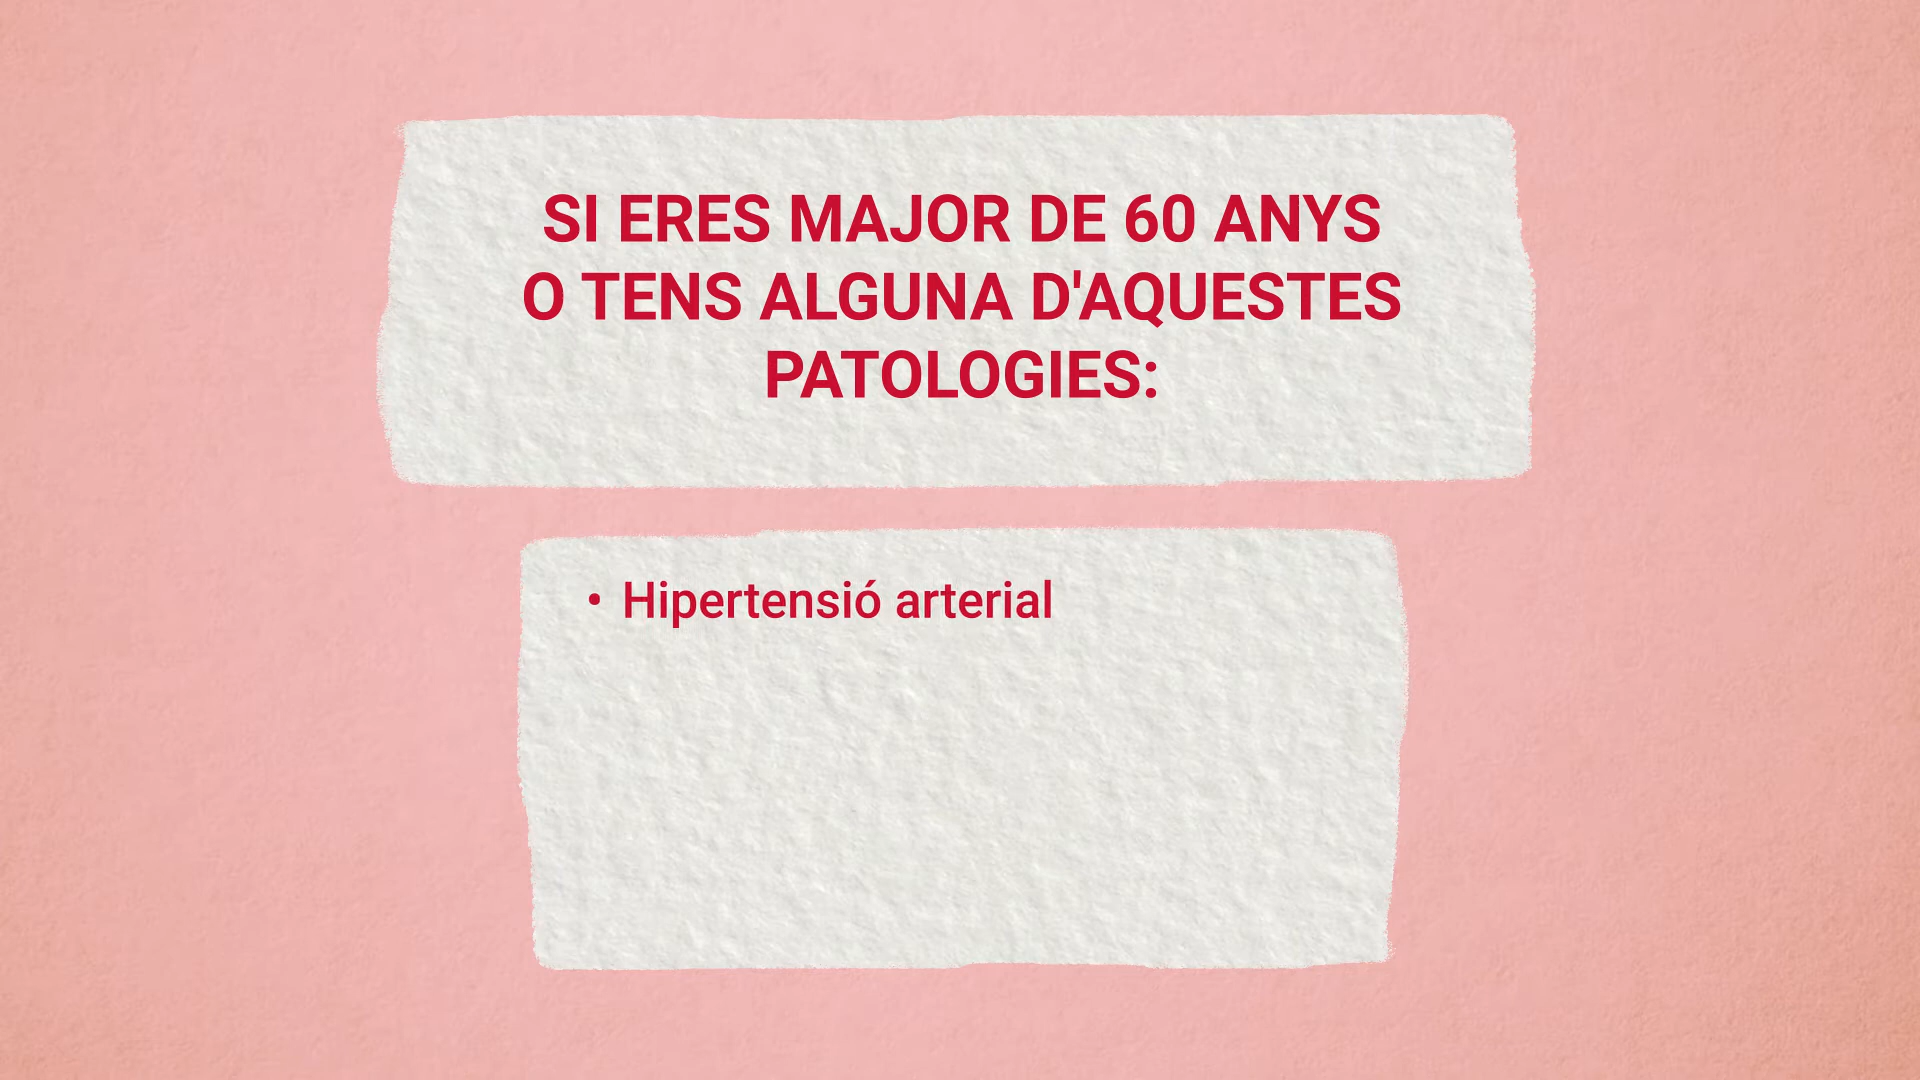 SI ERES MAJOR DE 60 ANYS
O TENS ALGUNA D'AQUESTES
PATOLOGIES:
• Hipertensió arterial